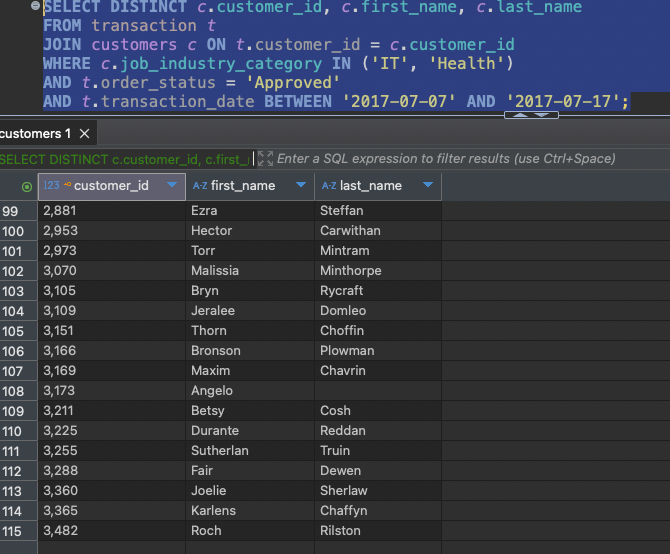 SELECT DISTINCT c.customer_id, c.first_name, c.last_name
FROM transaction t
JOIN customers c ON t.customer_id = c.customer_id
WHERE c.job_industry_category IN ('IT', 'Health')
AND t.order_status = 'Approved'
AND t.transaction_date BETWEEN '2017-07-07' AND '2017-07-17';
customers 1 ×
SELECT DISTINCT c.customer_id, c.first_ Enter a SQL expression to filter results (use Ctrl+Space)
123 customer_id A-Z first_name A-Z last_name
99 2,881 Ezra Steffan
100 2,953 Hector Carwithan
101 2,973 Torr Mintram
102 3,070 Malissia Minthorpe
103 3,105 Bryn Rycraft
104 3,109 Jeralee Domleo
105 3,151 Thorn Choffin
106 3,166 Bronson Plowman
107 3,169 Maxim Chavrin
108 3,173 Angelo
109 3,211 Betsy Cosh
110 3,225 Durante Reddan
111 3,255 Sutherlan Truin
112 3,288 Fair Dewen
113 3,360 Joelie Sherlaw
114 3,365 Karlens Chaffyn
115 3,482 Roch Rilston